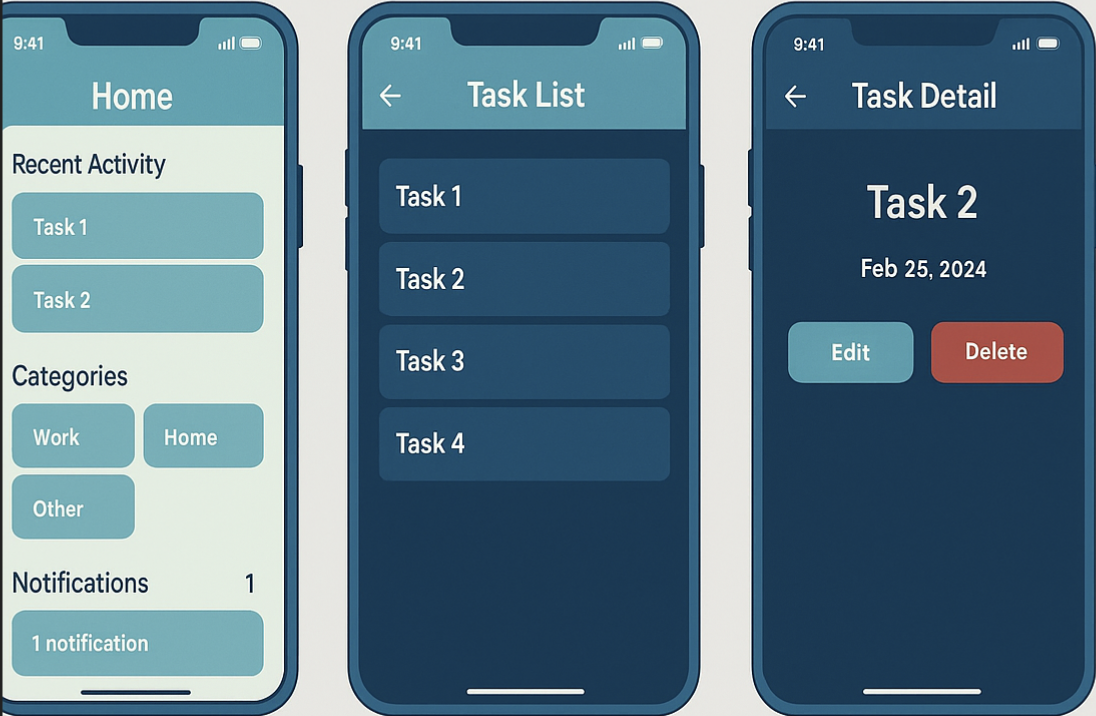 9:41
Home
Recent Activity
Task 1
Task 2
Categories
Work
Home
Other
Notifications 1
1 notification
9:41
Task List
Task 1
Task 2
Task 3
Task 4
9:41
Task Detail
Task 2
Feb 25, 2024
Edit
Delete